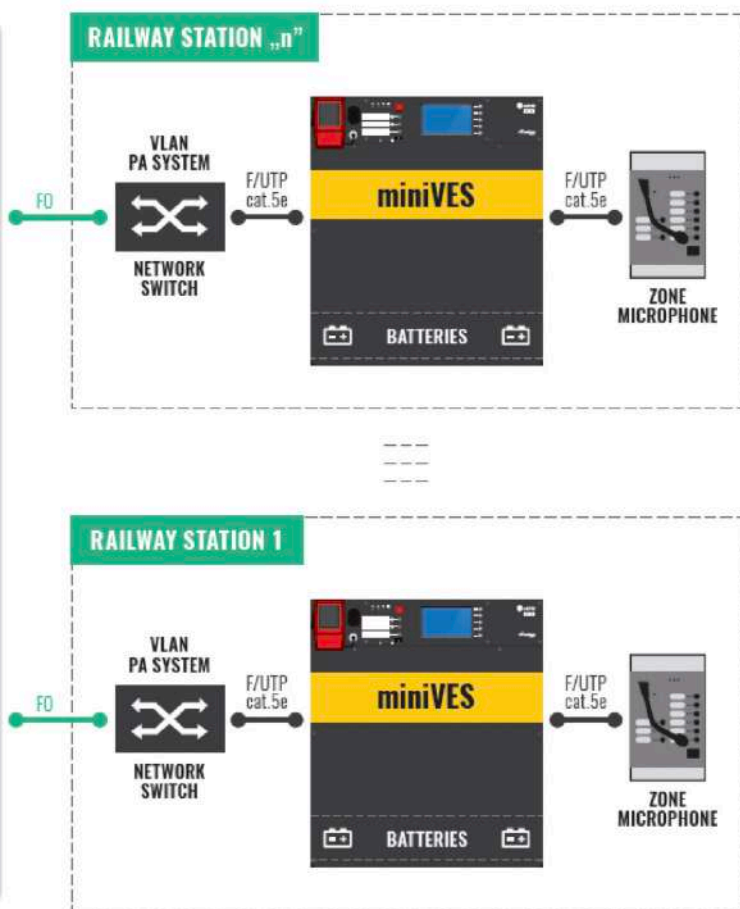 RAILWAY STATION „n”
VLAN
PA SYSTEM
FO
F/UTP
cat.5e
miniVES
F/UTP
cat.5e
NETWORK
SWITCH
ZONE
MICROPHONE
BATTERIES
RAILWAY STATION 1
VLAN
PA SYSTEM
FO
F/UTP
cat.5e
miniVES
F/UTP
cat.5e
NETWORK
SWITCH
ZONE
MICROPHONE
BATTERIES